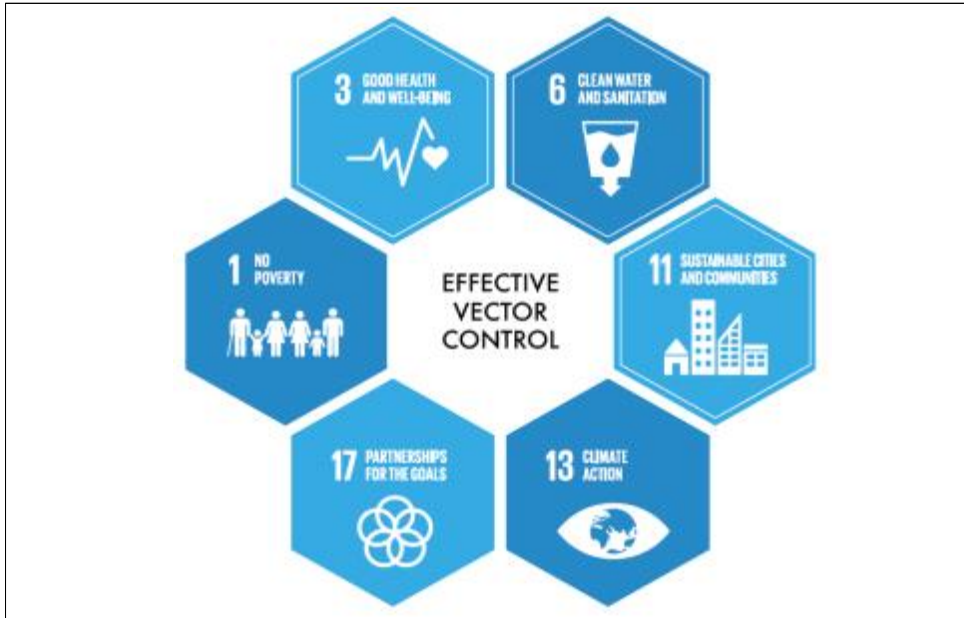 3 GOOD HEALTH
AND WELL-BEING
6 CLEAN WATER
AND SANITATION
1 NO
POVERTY
EFFECTIVE
VECTOR
CONTROL
11 SUSTAINABLE CITIES
AND COMMUNITIES
17 PARTNERSHIPS
FOR THE GOALS
13 CLIMATE
ACTION